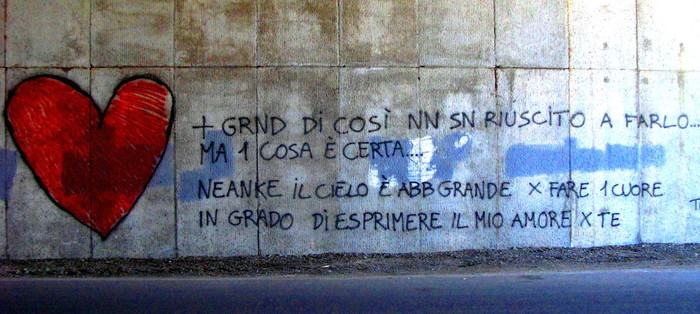 + GRND DI COSÌ NN SN RIUSCITO A FARLO...
MA 1 COSA È CERTA....
NEANKE IL CIELO È ABB GRANDE X FARE 1 CUORE
IN GRADO DI ESPRIMERE IL MIO AMORE X TE